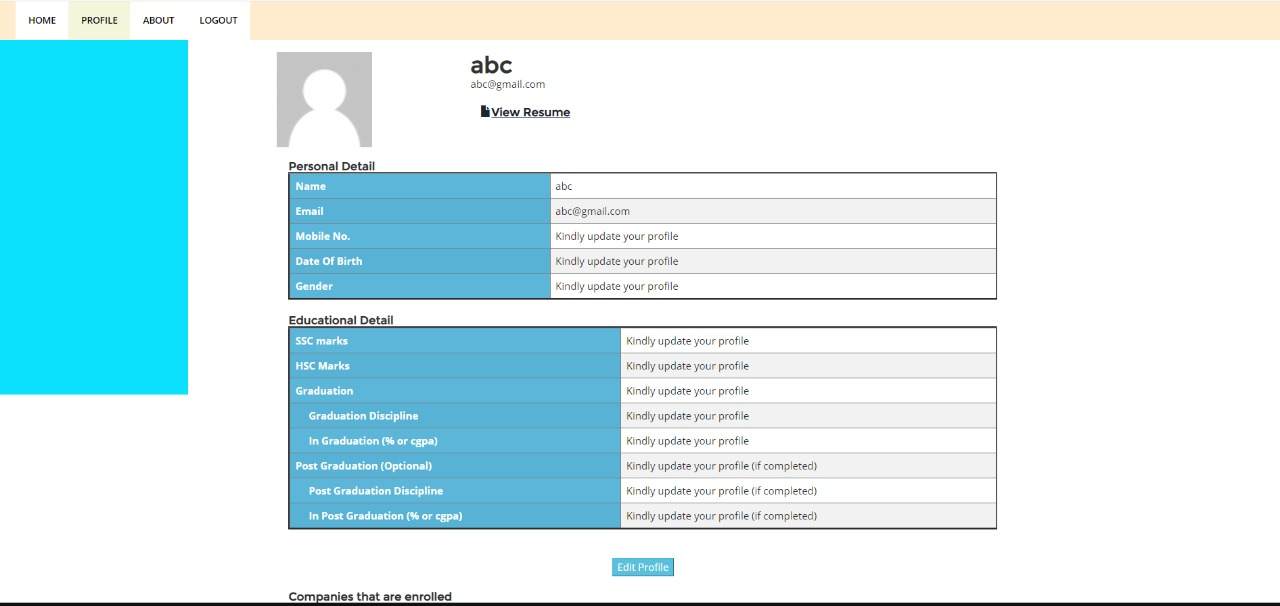 HOME PROFILE ABOUT LOGOUT
abc
abc@gmail.com
View Resume
Personal Detail
Name abc
Email abc@gmail.com
Mobile No. Kindly update your profile
Date Of Birth Kindly update your profile
Gender Kindly update your profile
Educational Detail
SSC marks Kindly update your profile
HSC Marks Kindly update your profile
Graduation Kindly update your profile
Graduation Discipline Kindly update your profile
In Graduation (% or cgpa) Kindly update your profile
Post Graduation (Optional) Kindly update your profile (if completed)
Post Graduation Discipline Kindly update your profile (if completed)
In Post Graduation (% or cgpa) Kindly update your profile (if completed)
Edit Profile
Companies that are enrolled